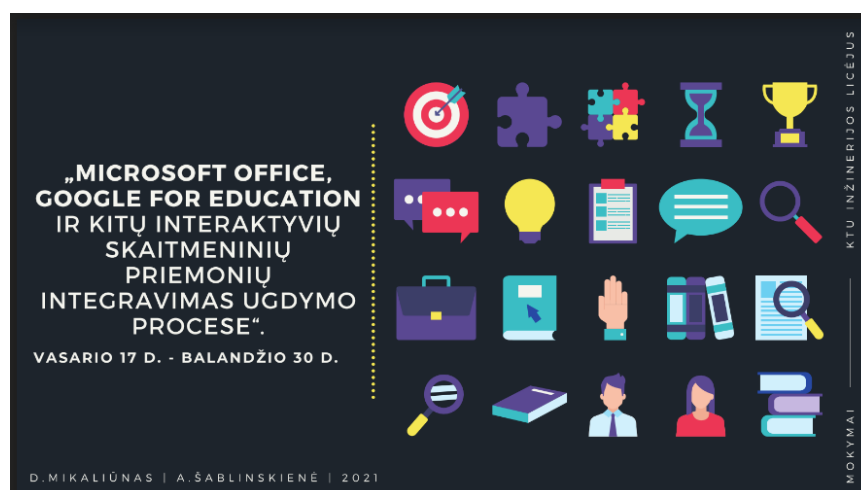 „MICROSOFT OFFICE,
GOOGLE FOR EDUCATION
IR KITŲ INTERAKTYVIŲ
SKAITMENINIŲ
PRIEMONIŲ
INTEGRAVIMAS UGDYMO
PROCESE“.
VASARIO 17 D. - BALANDŽIO 30 D.
D.MIKALIŪNAS | A.ŠABLINSKIENĖ | 2021
MOKYMAI
KTU INŽINERIJOS LICĖJUS